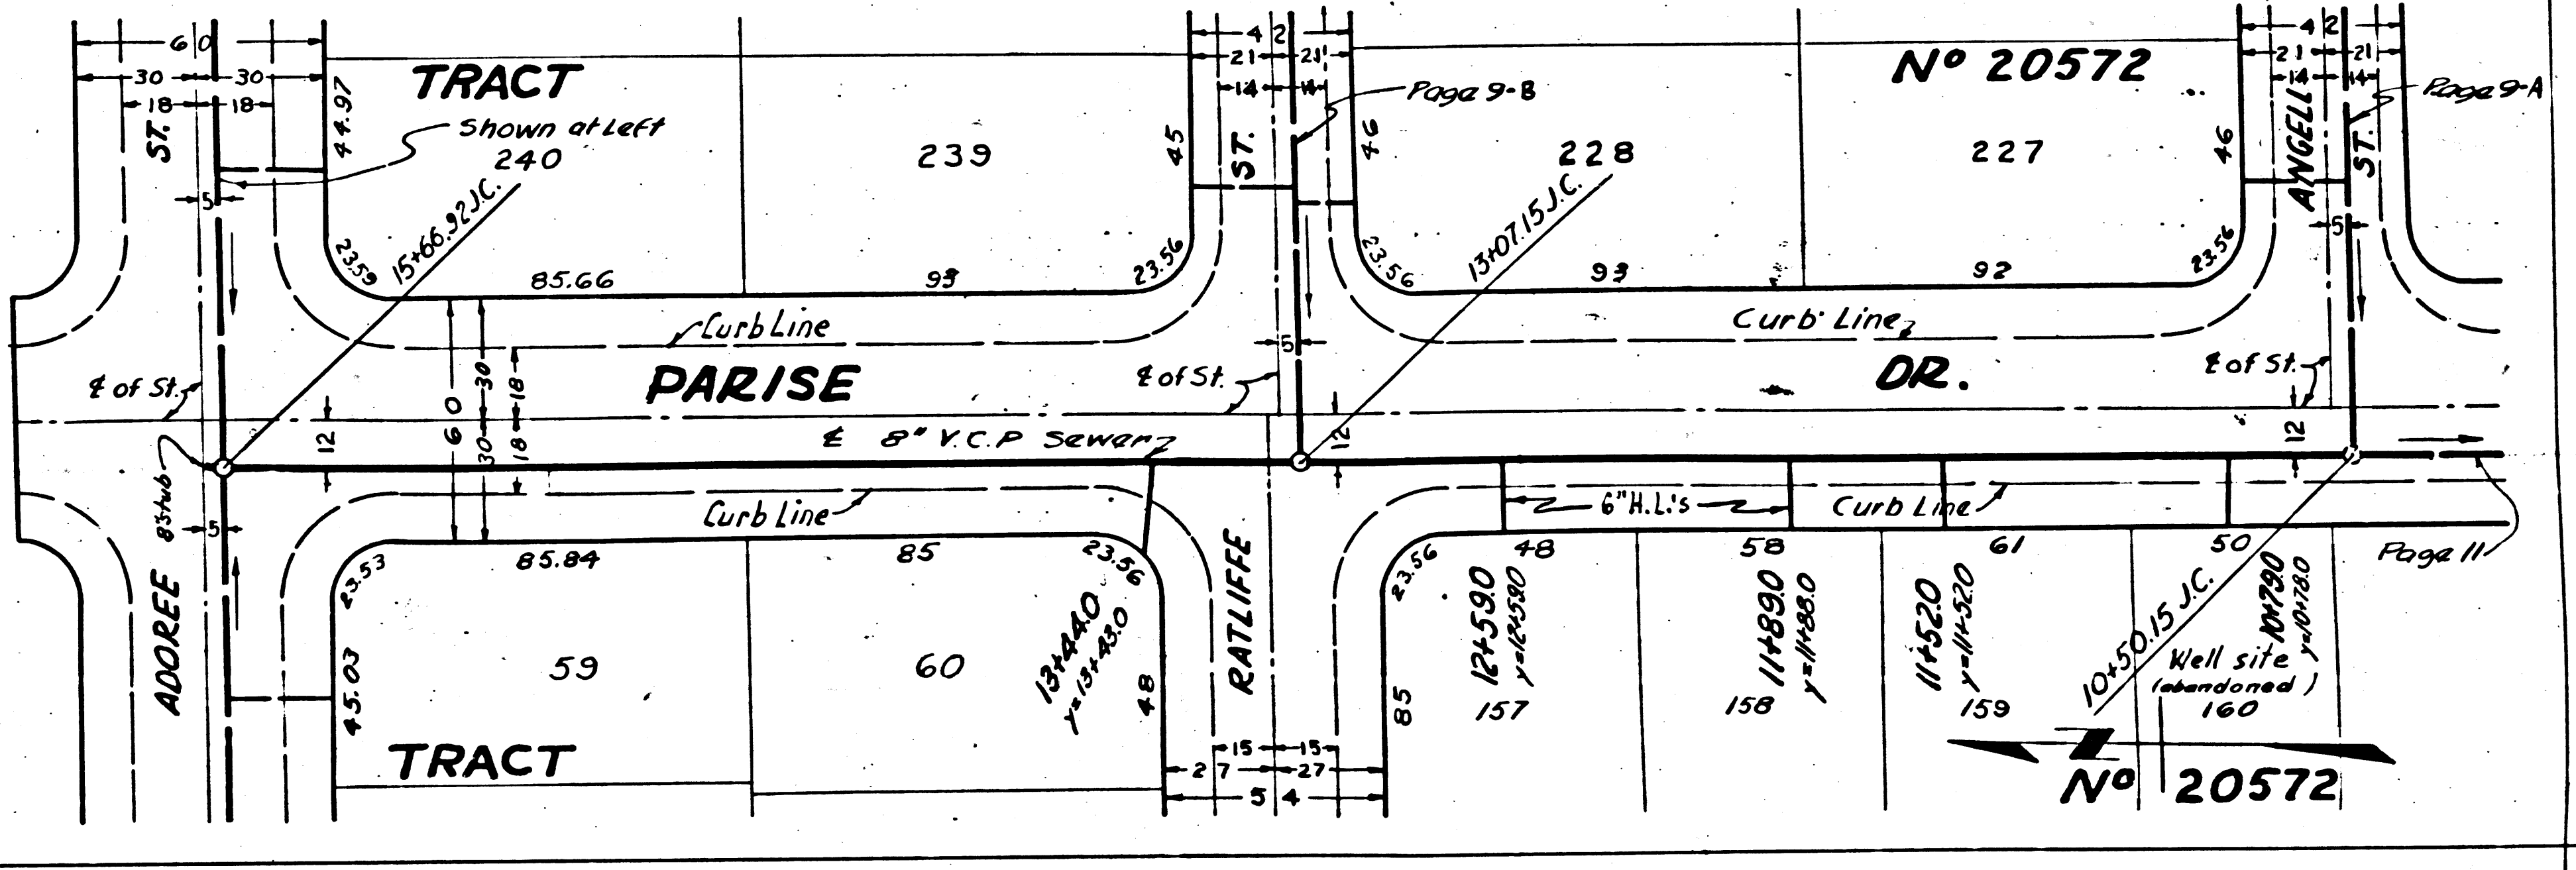 60
30 30
18 18
ST.
44.97
TRACT
Shown at Left
240
5
15+66.92 J.C.
23.59
85.66
239
93
23.56
45
42
21 21'
14 14
ST.
Page 9-B
46
23.56
228
13+07.15 J.C.
93
Nº 20572
227
92
46
23.56
42
21 21
14 14
ANGELL
ST.
Page 9-A
5
Curb Line
Curb Line
5
℄ of St.
PARISE
℄ of St.
DR.
℄ of St.
12
60
30 30
18 18
℄ 8" V.C.P Sewer
12
12
8" Stub
5
Curb Line
6" H.L.'s
Curb Line
Page 11
ADOREE
23.53
85.84
85
23.56
RATLIFFE
23.56
48
58
61
50
45.03
59
60
13+44.0
y=13+43.0
48
85
12+59.0
y=12+59.0
157
11+89.0
y=11+88.0
158
11+52.0
y=11+52.0
159
10+50.15 J.C.
10+79.0
y=10+78.0
Well site
(abandoned)
160
TRACT
15 15
27 27
54
Nº 20572